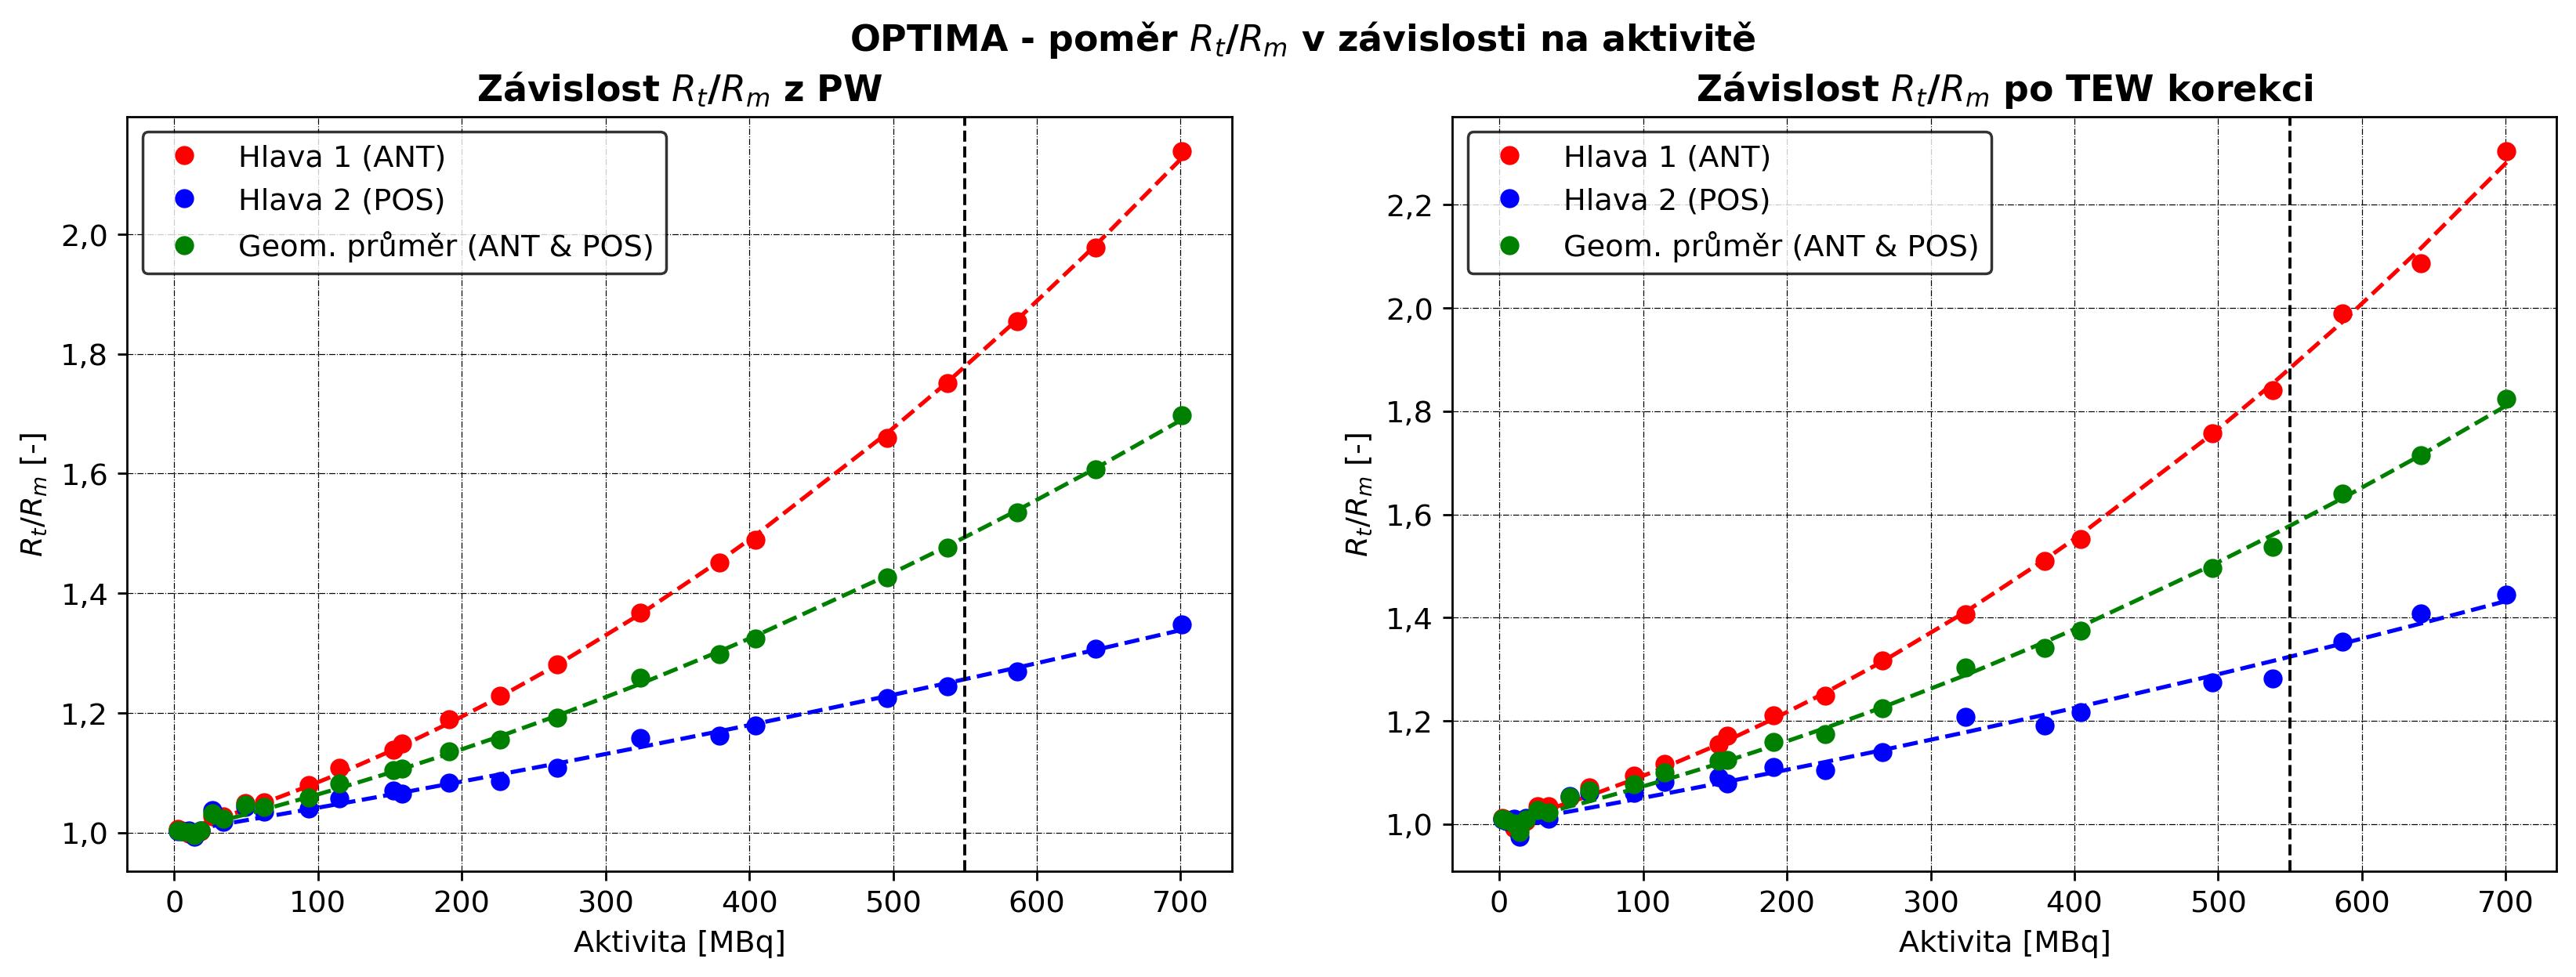 OPTIMA - poměr Rt/Rm v závislosti na aktivitě
Závislost Rt/Rm z PW
Hlava 1 (ANT)
Hlava 2 (POS)
Geom. průměr (ANT & POS)
2,0
1,8
1,6
1,4
1,2
1,0
Rt/Rm [-]
0 100 200 300 400 500 600 700
Aktivita [MBq]
Závislost Rt/Rm po TEW korekci
Hlava 1 (ANT)
Hlava 2 (POS)
Geom. průměr (ANT & POS)
2,2
2,0
1,8
1,6
1,4
1,2
1,0
Rt/Rm [-]
0 100 200 300 400 500 600 700
Aktivita [MBq]